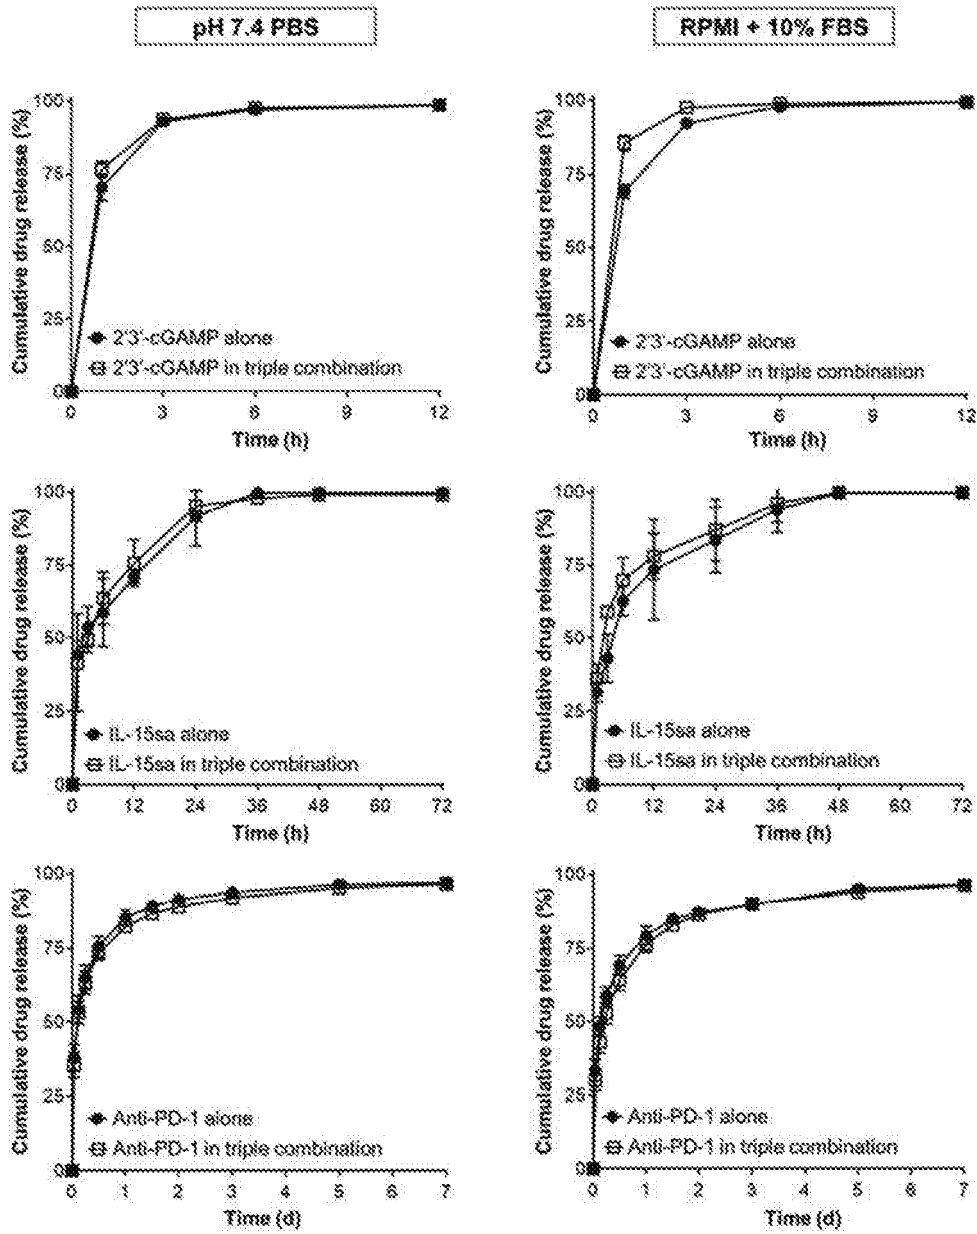 pH 7.4 PBS
RPMI + 10% FBS
Cumulative drug release (%)
100
75
50
25
0
2'3'-cGAMP alone
2'3'-cGAMP in triple combination
0 3 6 9 12
Time (h)
Cumulative drug release (%)
100
75
50
25
0
2'3'-cGAMP alone
2'3'-cGAMP in triple combination
0 3 6 9 12
Time (h)
Cumulative drug release (%)
100
75
50
25
0
IL-15sa alone
IL-15sa in triple combination
0 12 24 36 48 60 72
Time (h)
Cumulative drug release (%)
100
75
50
25
0
IL-15sa alone
IL-15sa in triple combination
0 12 24 36 48 60 72
Time (h)
Cumulative drug release (%)
100
75
50
25
0
Anti-PD-1 alone
Anti-PD-1 in triple combination
0 1 2 3 4 5 6 7
Time (d)
Cumulative drug release (%)
100
75
50
25
0
Anti-PD-1 alone
Anti-PD-1 in triple combination
0 1 2 3 4 5 6 7
Time (d)